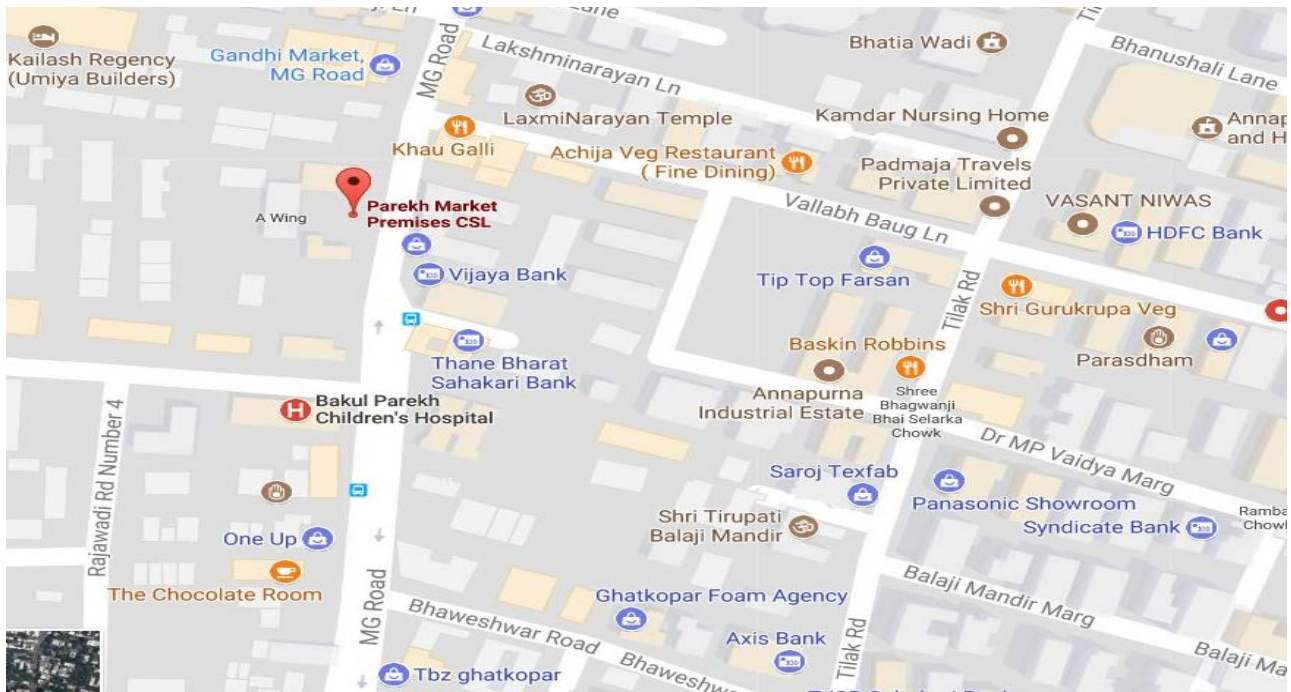 Lane
Kailash Regency
(Umiya Builders)
Gandhi Market,
MG Road
MG Road
Lakshminarayan Ln
Bhatia Wadi
Bhanushali Lane
LaxmiNarayan Temple
Kamdar Nursing Home
Khau Galli
Achija Veg Restaurant
( Fine Dining)
Padmaja Travels
Private Limited
and H
Parekh Market
Premises CSL
A Wing
Vallabh Baug Ln
VASANT NIWAS
HDFC Bank
Vijaya Bank
Tip Top Farsan
Tilak Rd
Shri Gurukrupa Veg
Parasdham
Thane Bharat
Sahakari Bank
Baskin Robbins
Annapurna
Industrial Estate
Shree
Bhagwanji
Bhai Selarka
Chowk
H
Bakul Parekh
Children's Hospital
Rajawadi Rd Number 4
Dr MP Vaidya Marg
Saroj Texfab
Panasonic Showroom
Syndicate Bank
Shri Tirupati
Balaji Mandir
One Up
The Chocolate Room
MG Road
Bhaweshwar Road
Ghatkopar Foam Agency
Balaji Mandir Marg
Axis Bank
Tilak Rd
Tbz ghatkopar